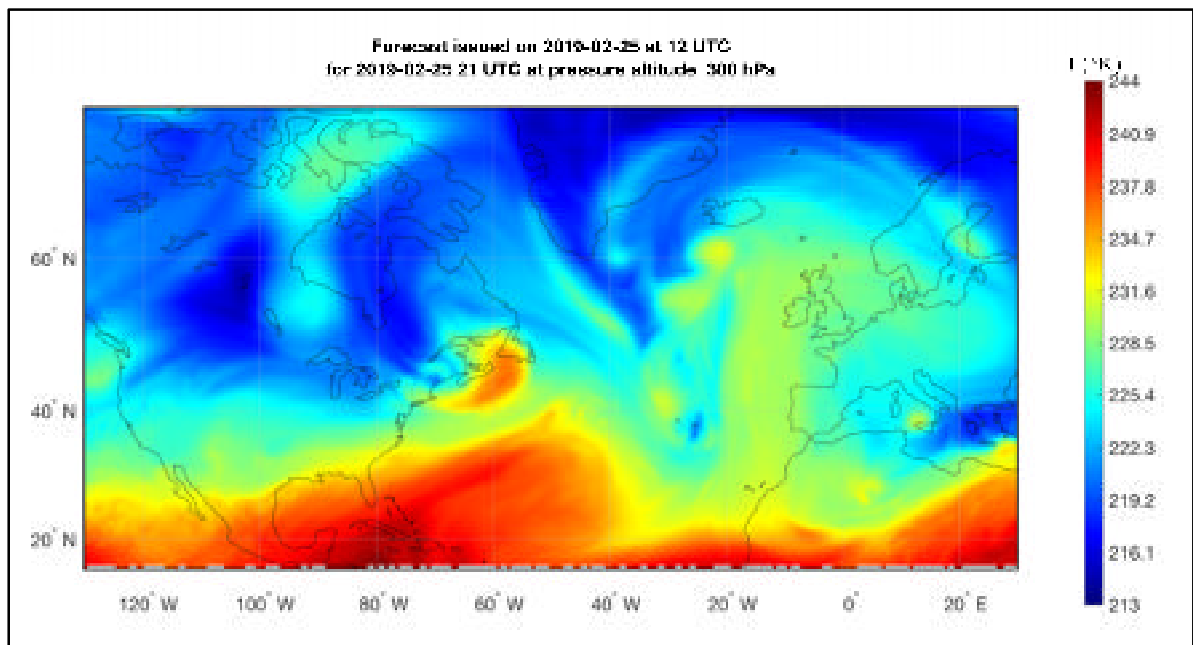 Forecast issued on 2019-02-25 at 12 UTC
for 2019-02-25 21 UTC at pressure altitude 300 hPa
T (°K)
244
240.9
237.8
234.7
231.6
228.5
225.4
222.3
219.2
216.1
213
60° N
40° N
20° N
120° W 100° W 80° W 60° W 40° W 20° W 0° 20° E